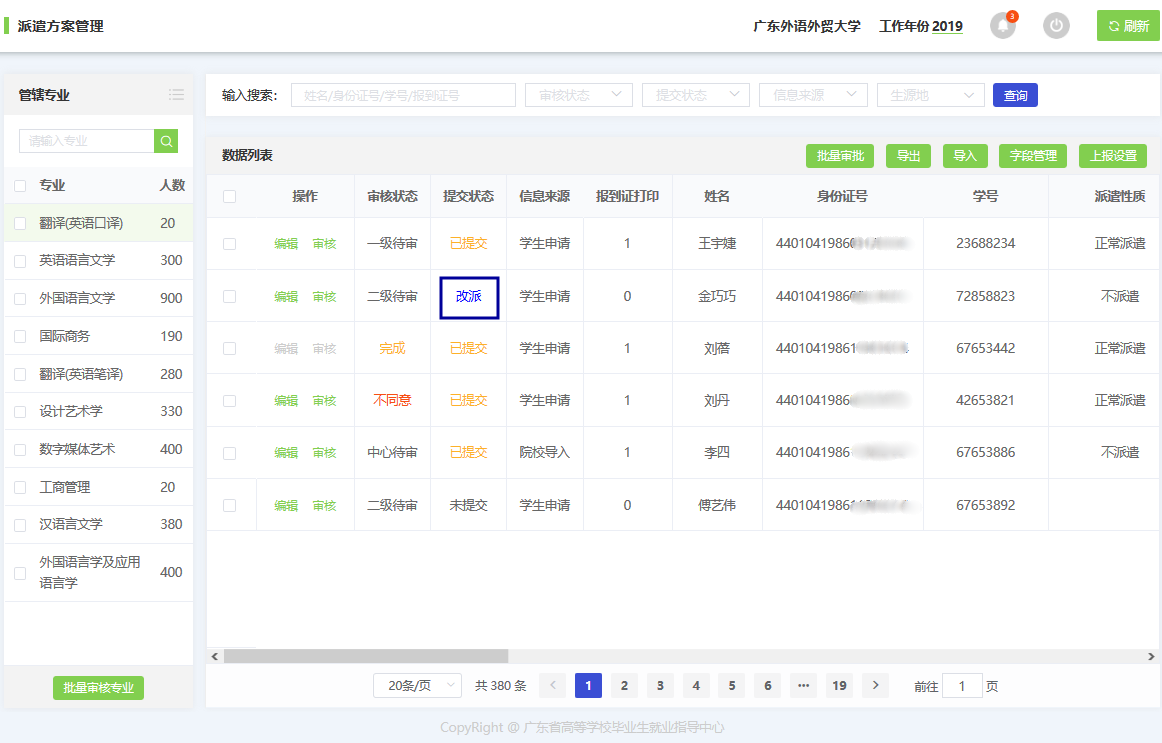 派遣方案管理
广东外语外贸大学 工作年份 2019 3 刷新
管辖专业
请输入专业
专业 人数
翻译(英语口译) 20
英语语言文学 300
外国语言文学 900
国际商务 190
翻译(英语笔译) 280
设计艺术学 330
数字媒体艺术 400
工商管理 20
汉语言文学 380
外国语言学及应用
语言学 400
批量审核专业
输入搜索: 姓名/身份证号/学号/报到证号 审核状态 提交状态 信息来源 生源地 查询
数据列表 批量审批 导出 导入 字段管理 上报设置
操作 审核状态 提交状态 信息来源 报到证打印 姓名 身份证号 学号 派遣性质
编辑 审核 一级待审 已提交 学生申请 1 王宇婕 440104198 23688234 正常派遣
编辑 审核 二级待审 改派 学生申请 0 金巧巧 440104198 72858823 不派遣
编辑 审核 完成 已提交 学生申请 1 刘蓓 440104198 67653442 正常派遣
编辑 审核 不同意 已提交 学生申请 1 刘丹 440104198 42653821 正常派遣
编辑 审核 中心待审 已提交 院校导入 1 李四 440104198 67653886 不派遣
编辑 审核 二级待审 未提交 学生申请 0 傅艺伟 440104198 67653892
20条/页 共 380 条 < 1 2 3 4 5 6 ··· 19 > 前往 1 页
CopyRight @ 广东省高等学校毕业生就业指导中心